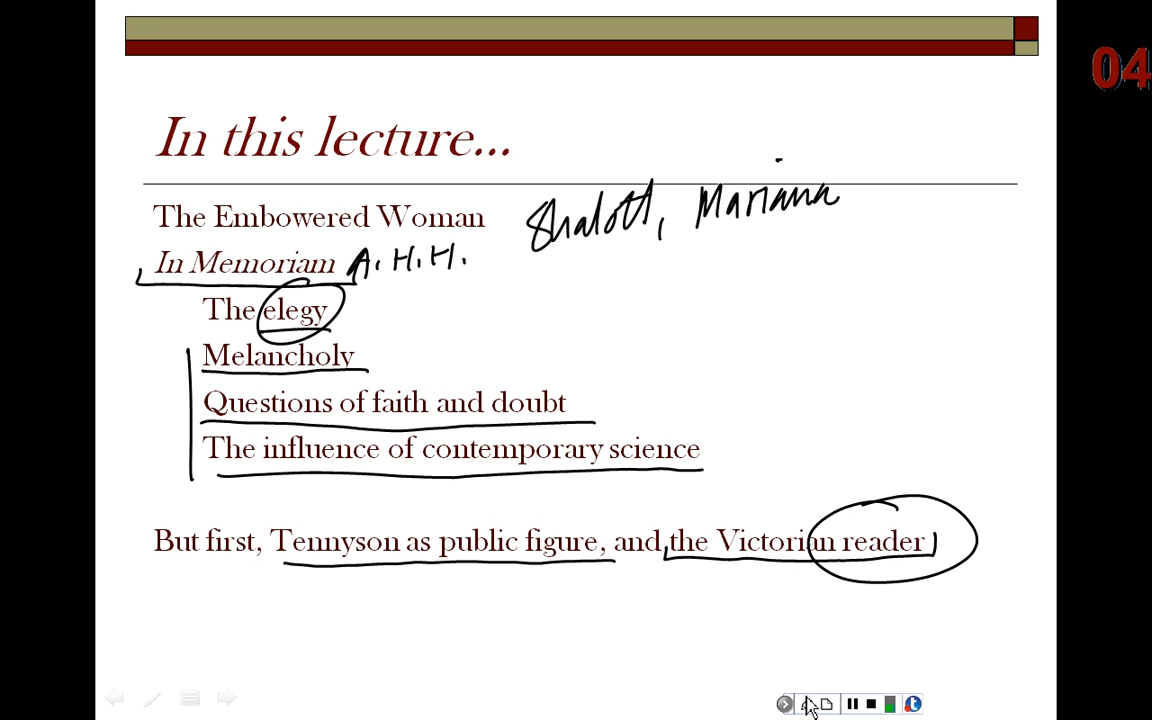 04
In this lecture...
The Embowered Woman Shalott, Mariana
In Memoriam A.H.H.
The elegy
Melancholy
Questions of faith and doubt
The influence of contemporary science
But first, Tennyson as public figure, and the Victorian reader